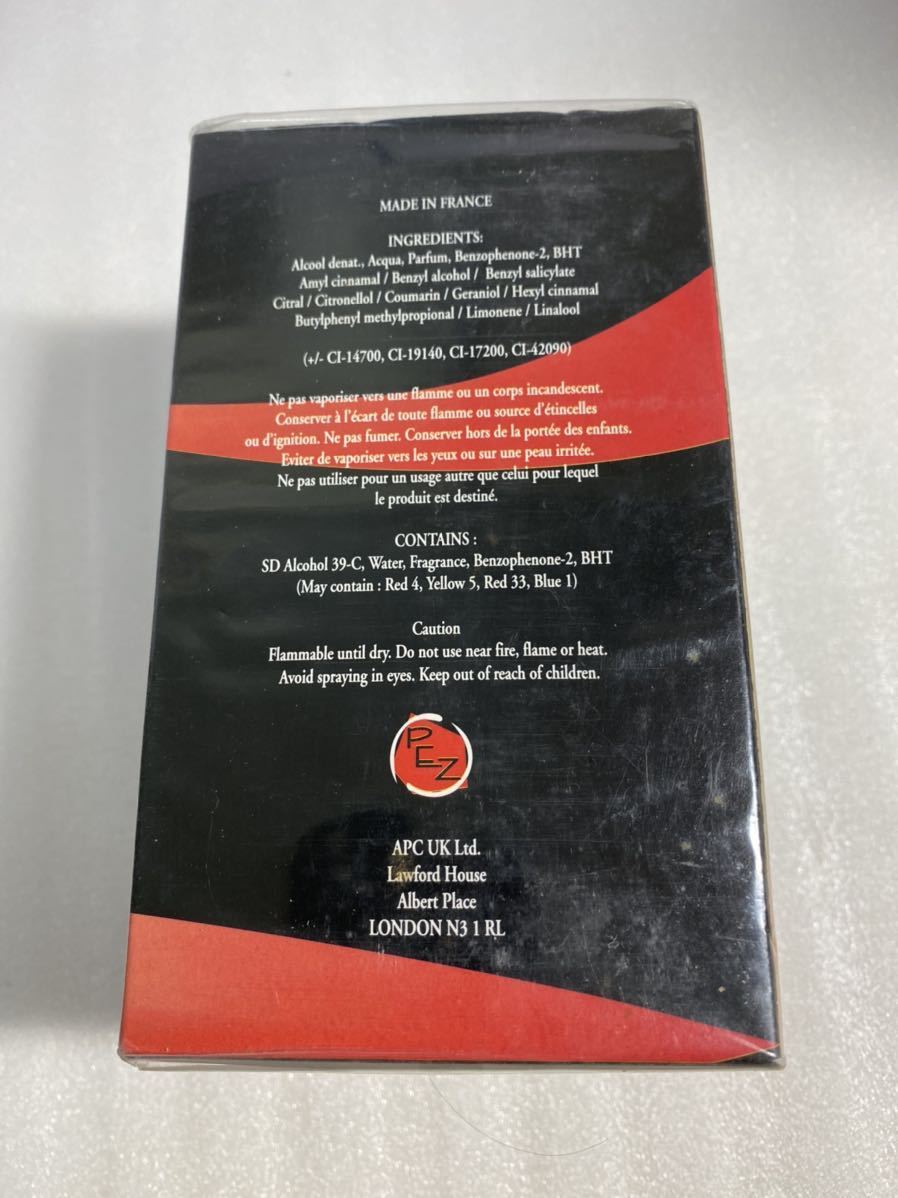 MADE IN FRANCE
INGREDIENTS:
Alcool denat., Acqua, Parfum, Benzophenone-2, BHT
Amyl cinnamal / Benzyl alcohol / Benzyl salicylate
Citral / Citronellol / Coumarin / Geraniol / Hexyl cinnamal
Butylphenyl methylpropional / Limonene / Linalool
(+/- CI-14700, CI-19140, CI-17200, CI-42090)
Ne pas vaporiser vers une flamme ou un corps incandescent.
Conserver à l'écart de toute flamme ou source d'étincelles
ou d'ignition. Ne pas fumer. Conserver hors de la portée des enfants.
Eviter de vaporiser vers les yeux ou sur une peau irritée.
Ne pas utiliser pour un usage autre que celui pour lequel
le produit est destiné.
CONTAINS :
SD Alcohol 39-C, Water, Fragrance, Benzophenone-2, BHT
(May contain : Red 4, Yellow 5, Red 33, Blue 1)
Caution
Flammable until dry. Do not use near fire, flame or heat.
Avoid spraying in eyes. Keep out of reach of children.
PEZ
APC UK Ltd.
Lawford House
Albert Place
LONDON N3 1 RL